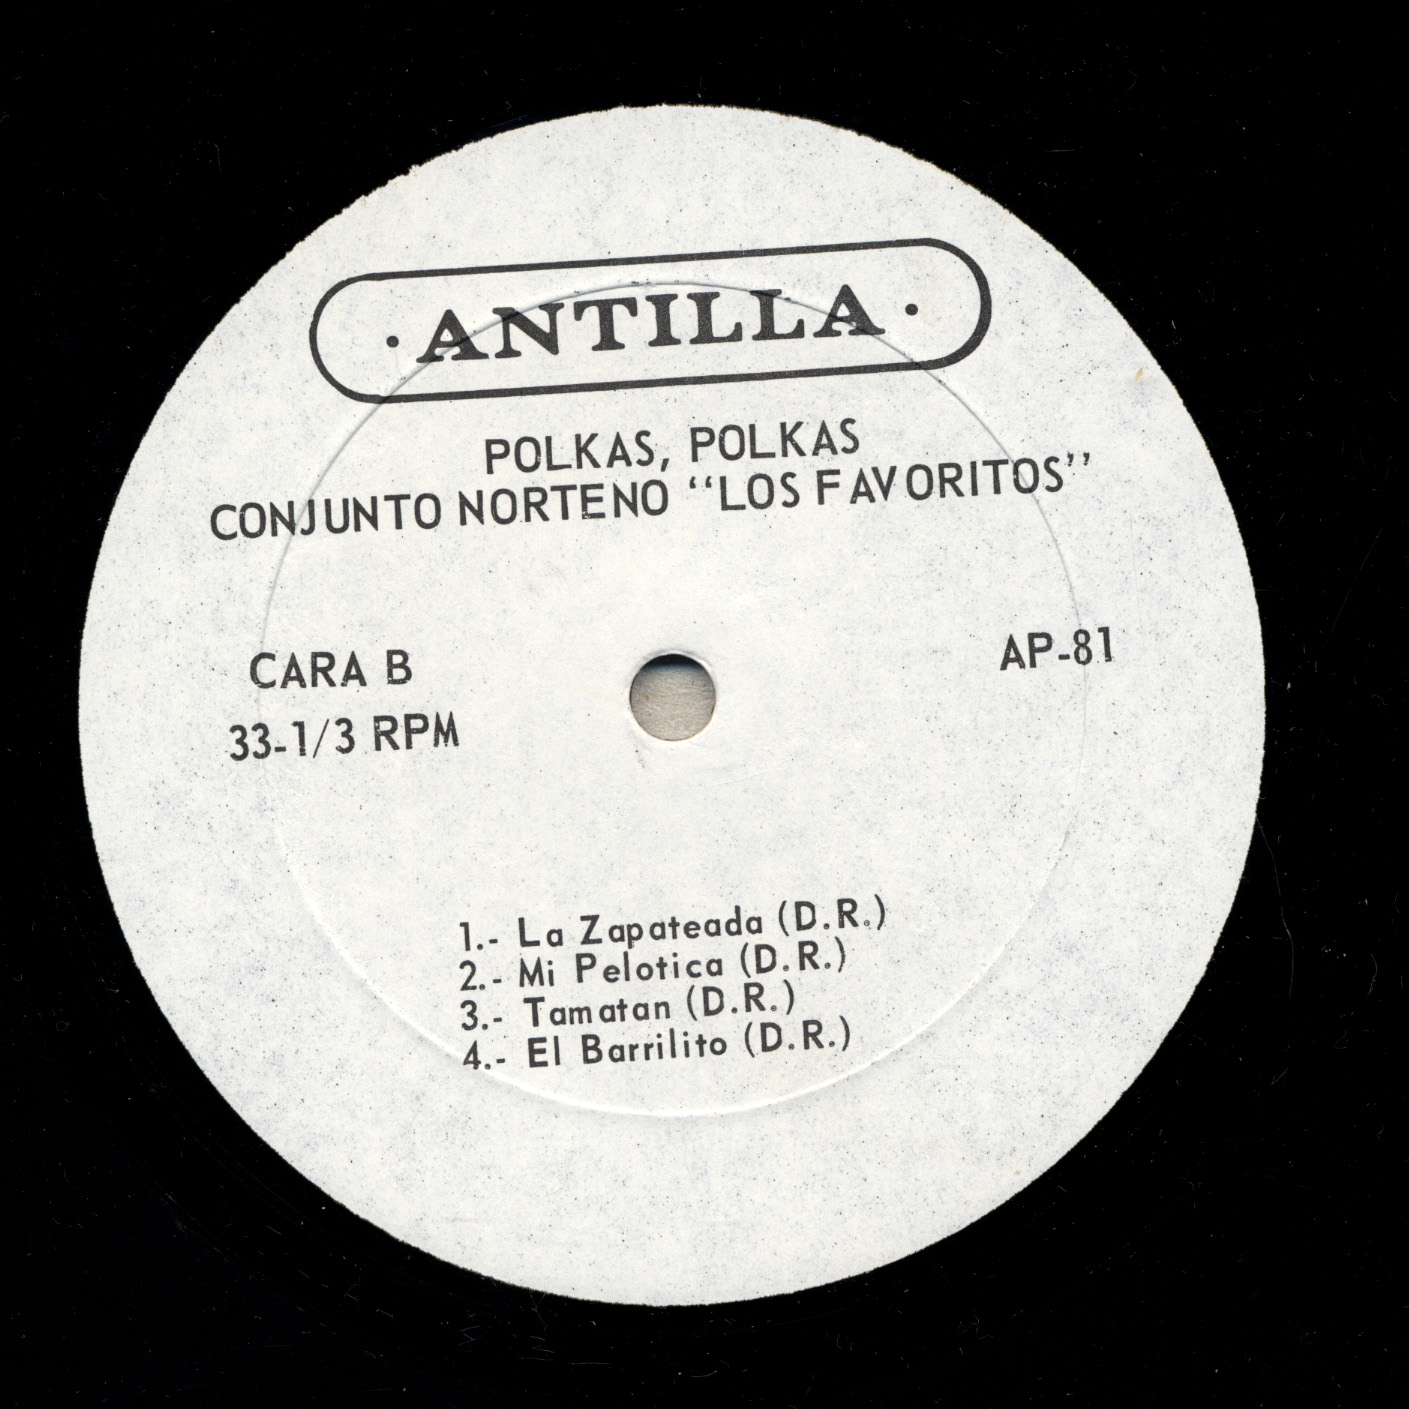 · ANTILLA ·
POLKAS, POLKAS
CONJUNTO NORTENO “LOS FAVORITOS”
CARA B
AP-81
33-1/3 RPM
1.- La Zapateada (D.R.)
2.- Mi Pelotica (D.R.)
3.- Tamatan (D.R.)
4.- El Barrilito (D.R.)